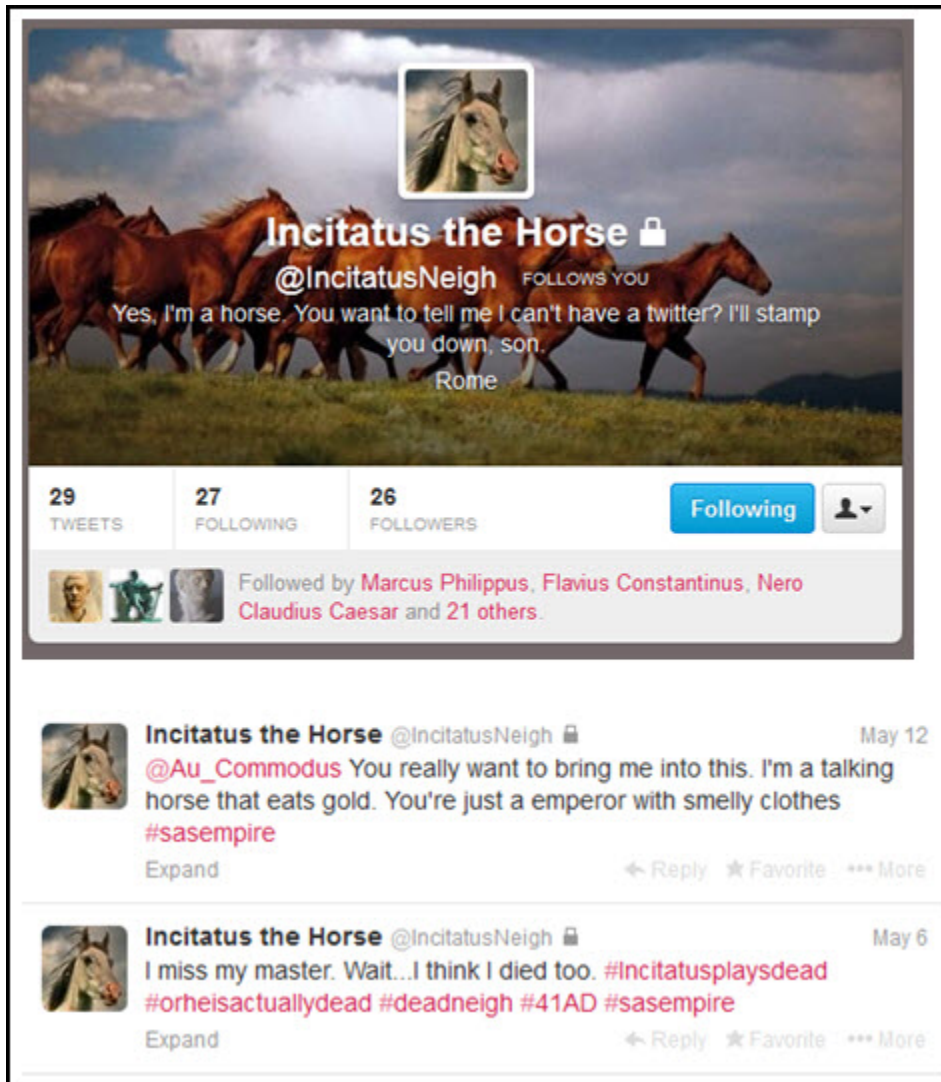 Incitatus the Horse
@IncitatusNeigh FOLLOWS YOU
Yes, I'm a horse. You want to tell me I can't have a twitter? I'll stamp
you down, son.
Rome
29 27 26
TWEETS FOLLOWING FOLLOWERS
Following
Followed by Marcus Philippus, Flavius Constantinus, Nero
Claudius Caesar and 21 others.
Incitatus the Horse @IncitatusNeigh May 12
@Au_Commodus You really want to bring me into this. I'm a talking
horse that eats gold. You're just a emperor with smelly clothes
#sasempire
Expand Reply Favorite More
Incitatus the Horse @IncitatusNeigh May 6
I miss my master. Wait...I think I died too. #Incitatusplaysdead
#orheisactuallydead #deadneigh #41AD #sasempire
Expand Reply Favorite More